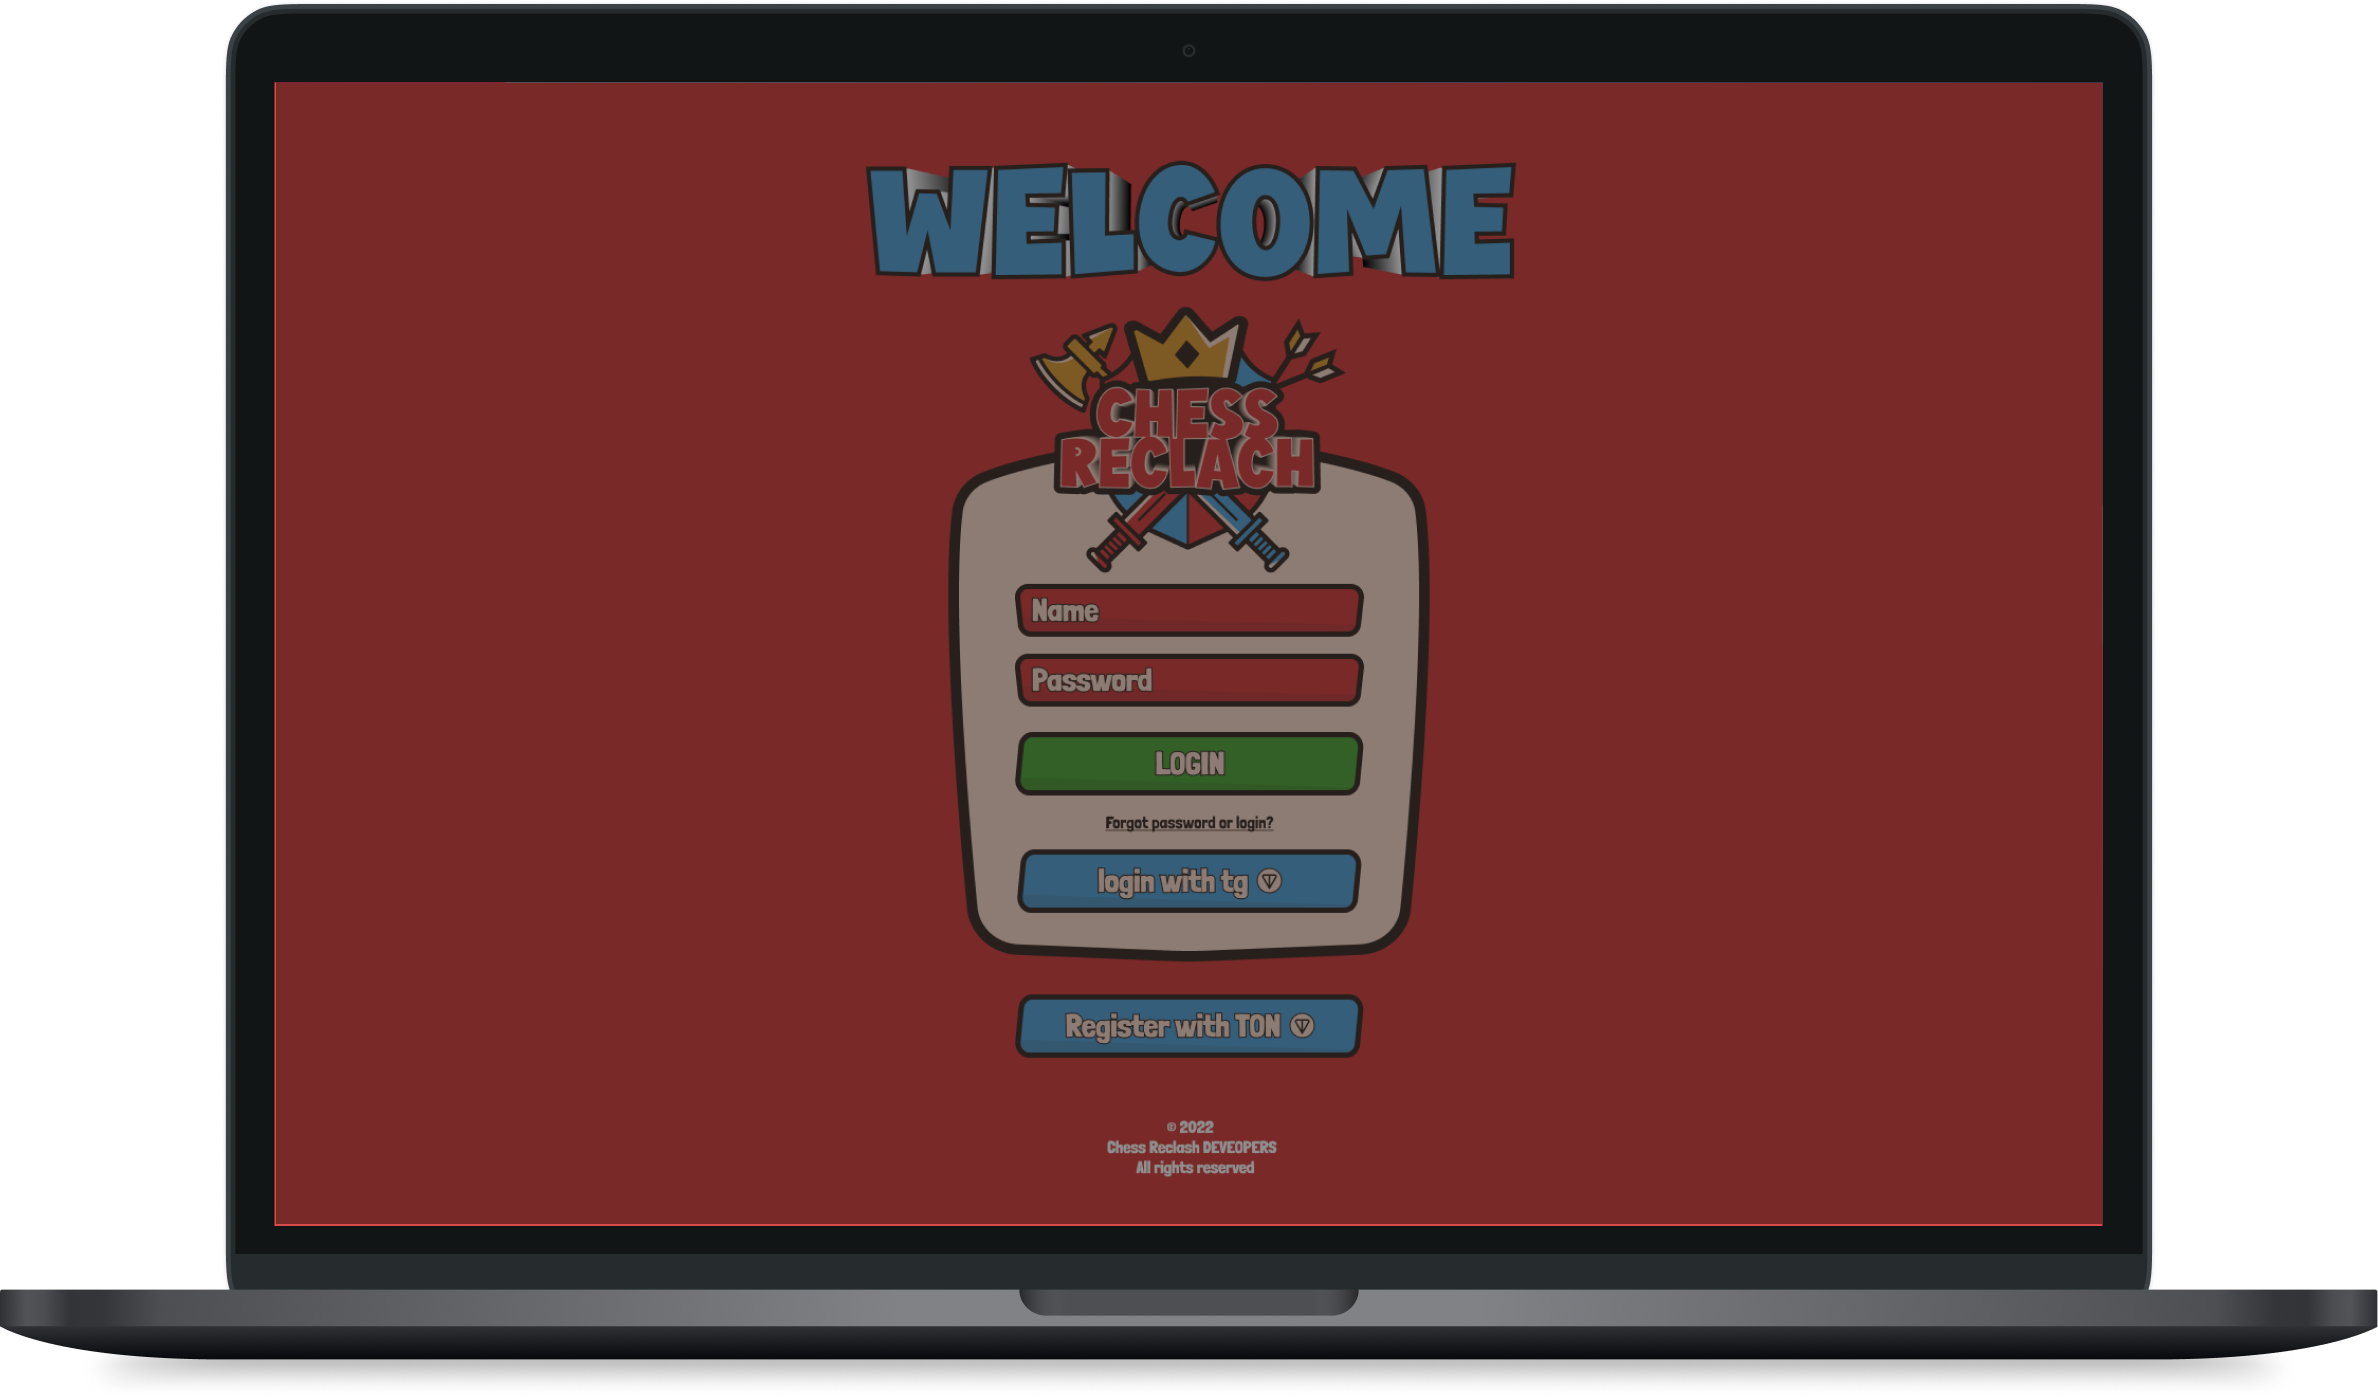 WELCOME
CHESS
RECLACH
Name
Password
LOGIN
Forgot password or login?
login with tg
Register with TON
© 2022
Chess Reclash DEVEOPERS
All rights reserved